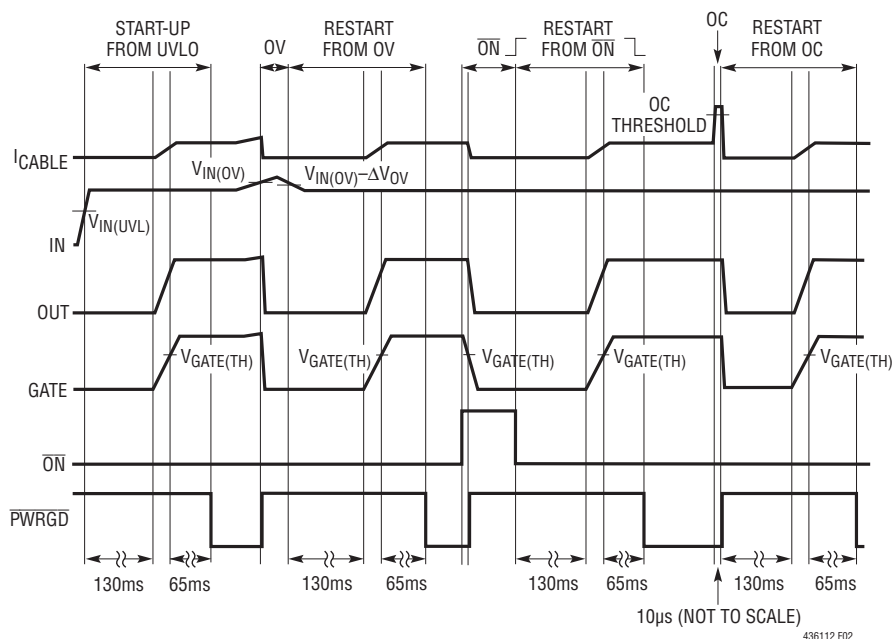 START-UP
FROM UVLO
OV
RESTART
FROM OV
ON
RESTART
FROM ON
OC
RESTART
FROM OC
OC
THRESHOLD
ICABLE
VIN(OV)
VIN(OV)–ΔVOV
VIN(UVL)
IN
OUT
VGATE(TH)
VGATE(TH)
VGATE(TH)
VGATE(TH)
VGATE(TH)
GATE
ON
PWRGD
130ms
65ms
130ms
65ms
130ms
65ms
130ms
65ms
10µs (NOT TO SCALE)
436112 F02